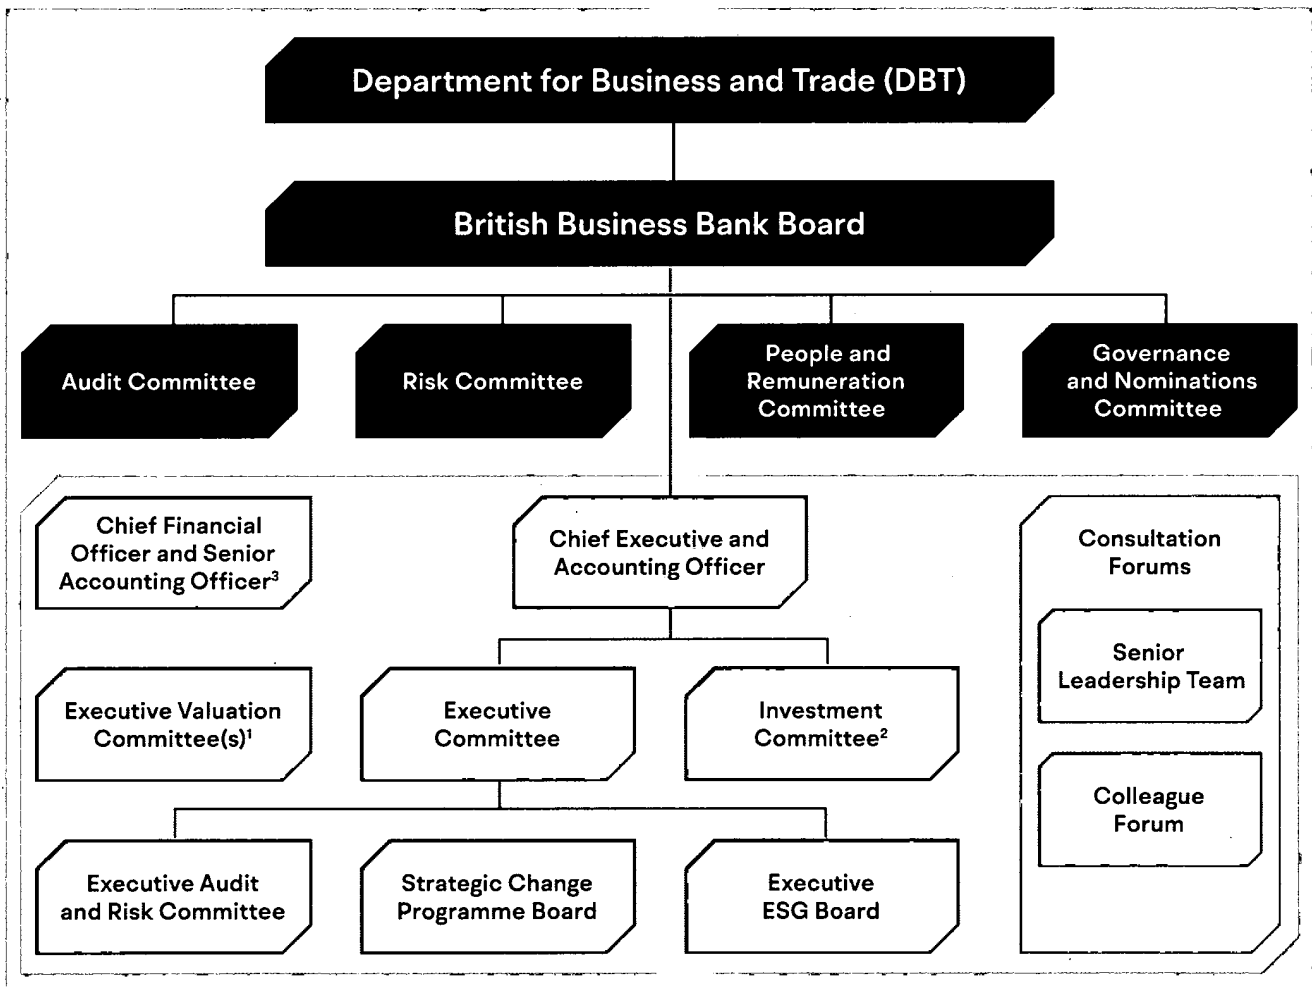 Department for Business and Trade (DBT)
British Business Bank Board
Audit Committee
Risk Committee
People and
Remuneration
Committee
Governance
and Nominations
Committee
Chief Financial
Officer and Senior
Accounting Officer³
Chief Executive and
Accounting Officer
Consultation
Forums
Senior
Leadership Team
Colleague
Forum
Executive Valuation
Committee(s)¹
Executive
Committee
Investment
Committee²
Executive Audit
and Risk Committee
Strategic Change
Programme Board
Executive
ESG Board